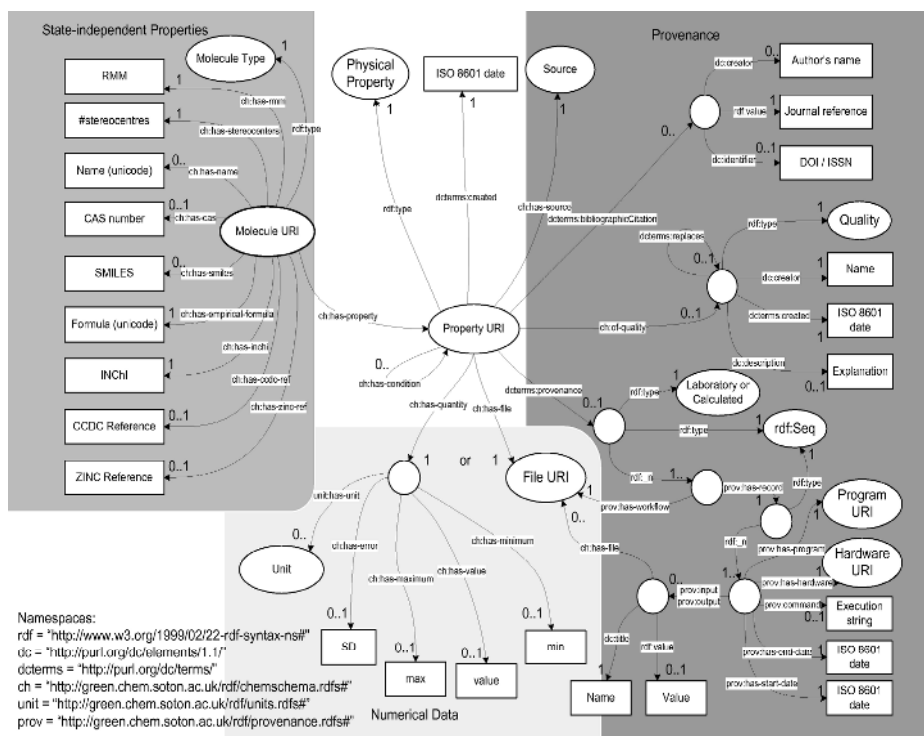 State-independent Properties
Provenance
Molecule Type
1
Physical
Property
1
ISO 8601 date
1
Source
1
dc:creator
0..
Author's name
RMM
1
ch:has-rmm
rdf:type
rdf:value
1
Journal reference
#stereocentres
1
ch:has-stereocenters
0..
dc:identifier
0..1
DOI / ISSN
Name (unicode)
0..
ch:has-name
CAS number
0..1
ch:has-cas
Molecule URI
rdf:type
dcterms:created
ch:has-source
dcterms:bibliographicCitation
dcterms:replaces
0..1
rdf:type
1
Quality
dc:creator
1
Name
SMILES
0..
ch:has-smiles
dcterms:created
1
ISO 8601
date
Formula (unicode)
1
ch:has-empirical-formula
ch:has-property
1
Property URI
ch:of-quality
0..1
dc:description
0..1
Explanation
INChI
1
ch:has-inchi
0..
ch:has-condition
dcterms:provenance
0..1
rdf:type
1
Laboratory or
Calculated
CCDC Reference
0..1
ch:has-ccdc-ref
ch:has-quantity
ch:has-file
rdf:type
1
rdf:Seq
ZINC Reference
0..1
ch:has-zinc-ref
1
or
1
File URI
1
rdf:_n
1..
prov:has-workflow
prov:has-record
1
rdf:type
1
Program
URI
1
unit:has-unit
0..
Unit
ch:has-error
ch:has-maximum
ch:has-value
ch:has-minimum
0..
ch:has-file
rdf:_n
1..
prov:has-program
Hardware
URI
1
prov:has-hardware
0..
prov:input
prov:output
prov:command
0..1
Execution
string
0..1
SD
0..1
max
0..1
value
0..1
min
dc:title
rdf:value
prov:has-end-date
1
ISO 8601
date
1
Name
0..1
Value
prov:has-start-date
1
ISO 8601
date
Numerical Data
Namespaces:
rdf = "http://www.w3.org/1999/02/22-rdf-syntax-ns#"
dc = "http://purl.org/dc/elements/1.1/"
dcterms = "http://purl.org/dc/terms/"
ch = "http://green.chem.soton.ac.uk/rdf/chemschema.rdfs#"
unit = "http://green.chem.soton.ac.uk/rdf/units.rdfs#"
prov = "http://green.chem.soton.ac.uk/rdf/provenance.rdfs#"